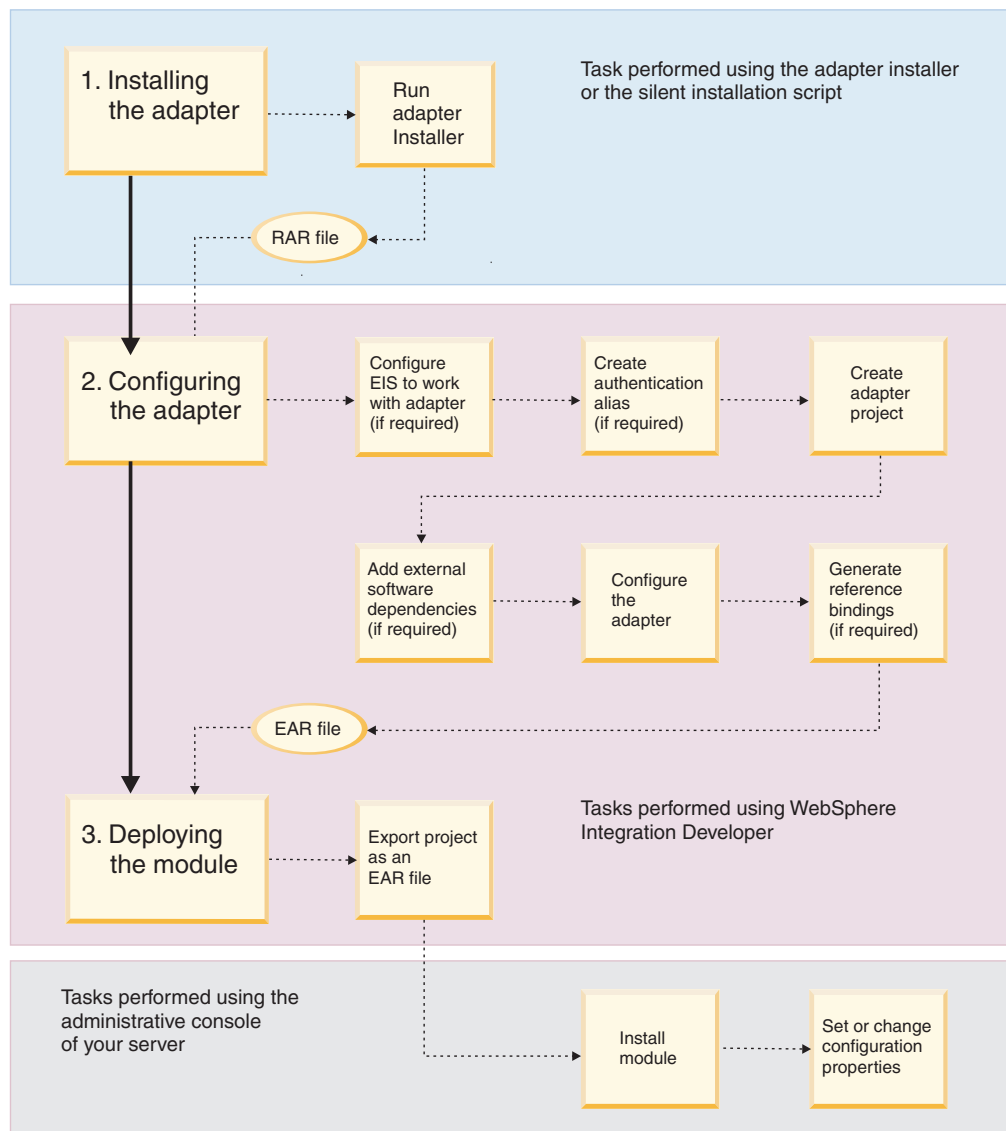 1. Installing
the adapter
Run
adapter
Installer
Task performed using the adapter installer
or the silent installation script
RAR file
2. Configuring
the adapter
Configure
EIS to work
with adapter
(if required)
Create
authentication
alias
(if required)
Create
adapter
project
Add external
software
dependencies
(if required)
Configure
the
adapter
Generate
reference
bindings
(if required)
EAR file
3. Deploying
the module
Export project
as an
EAR file
Tasks performed using WebSphere
Integration Developer
Tasks performed using the
administrative console
of your server
Install
module
Set or change
configuration
properties